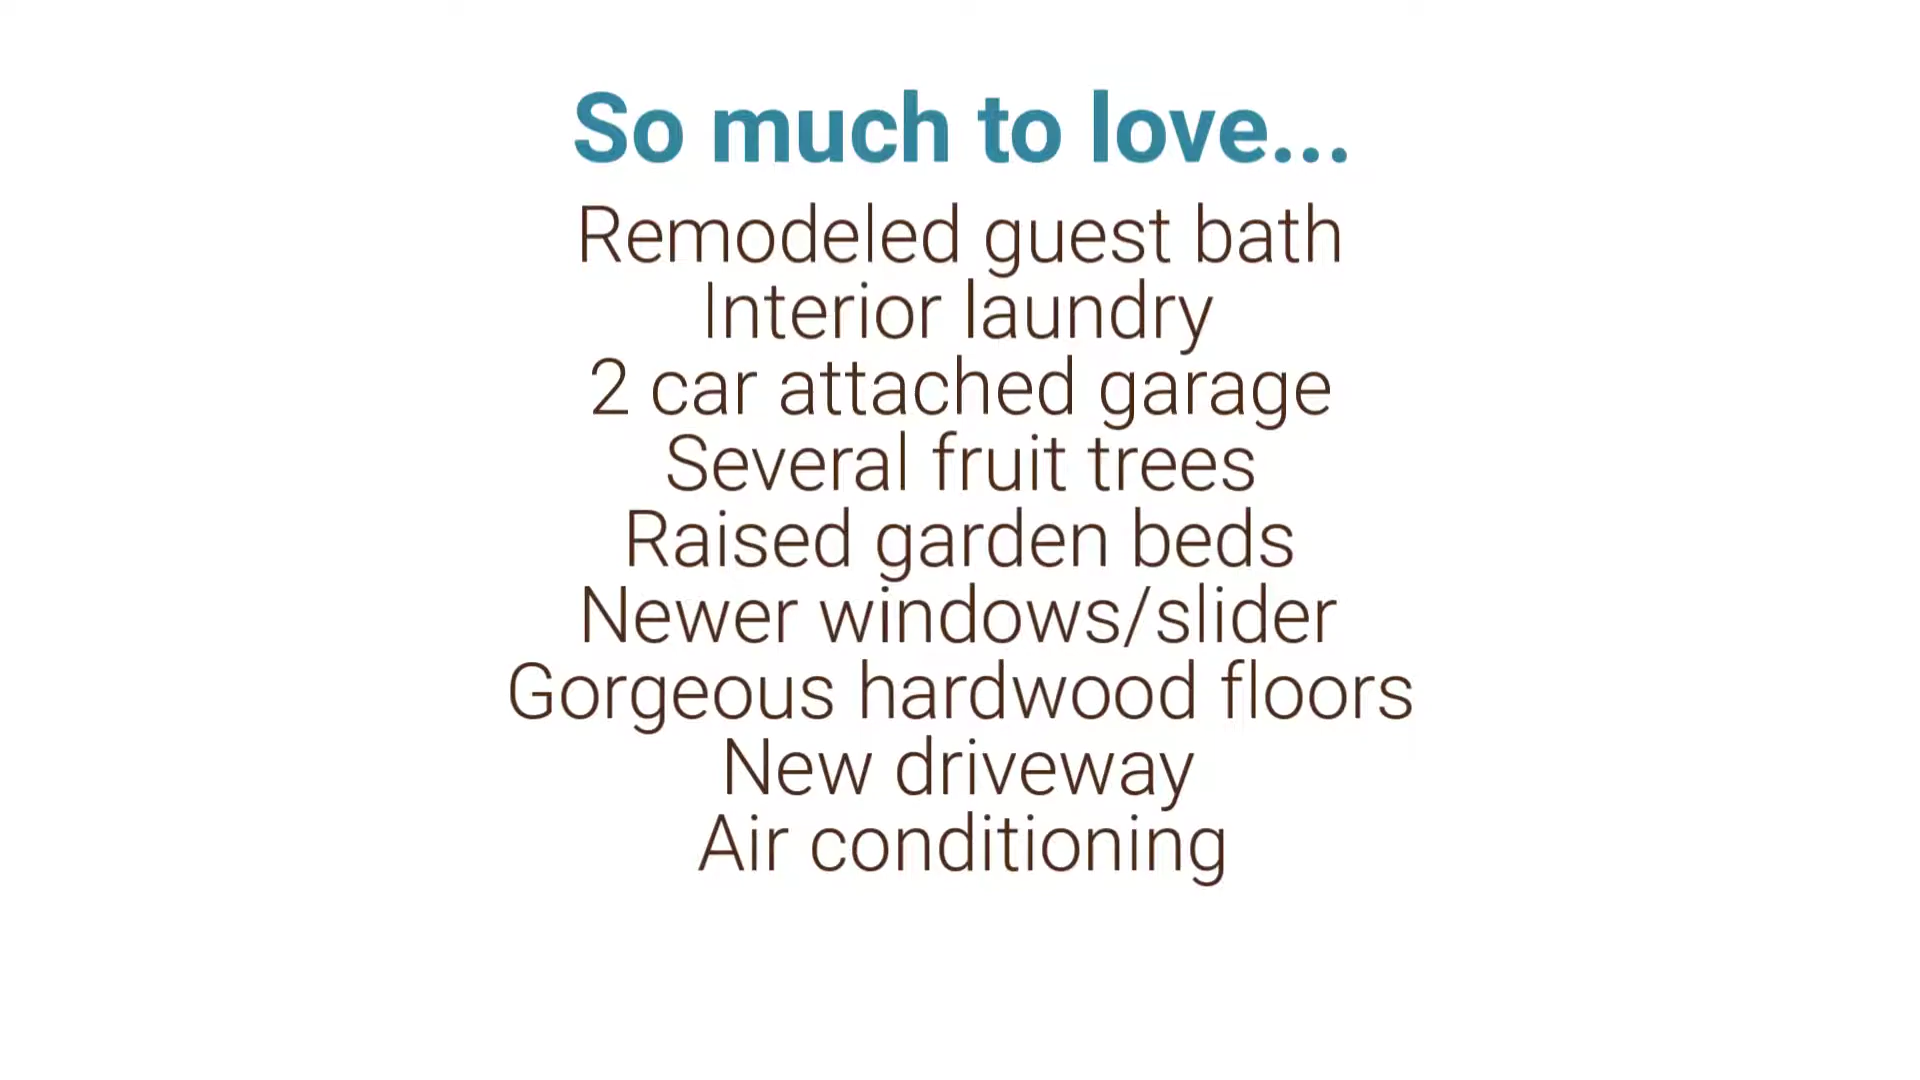 So much to love...
Remodeled guest bath
Interior laundry
2 car attached garage
Several fruit trees
Raised garden beds
Newer windows/slider
Gorgeous hardwood floors
New driveway
Air conditioning